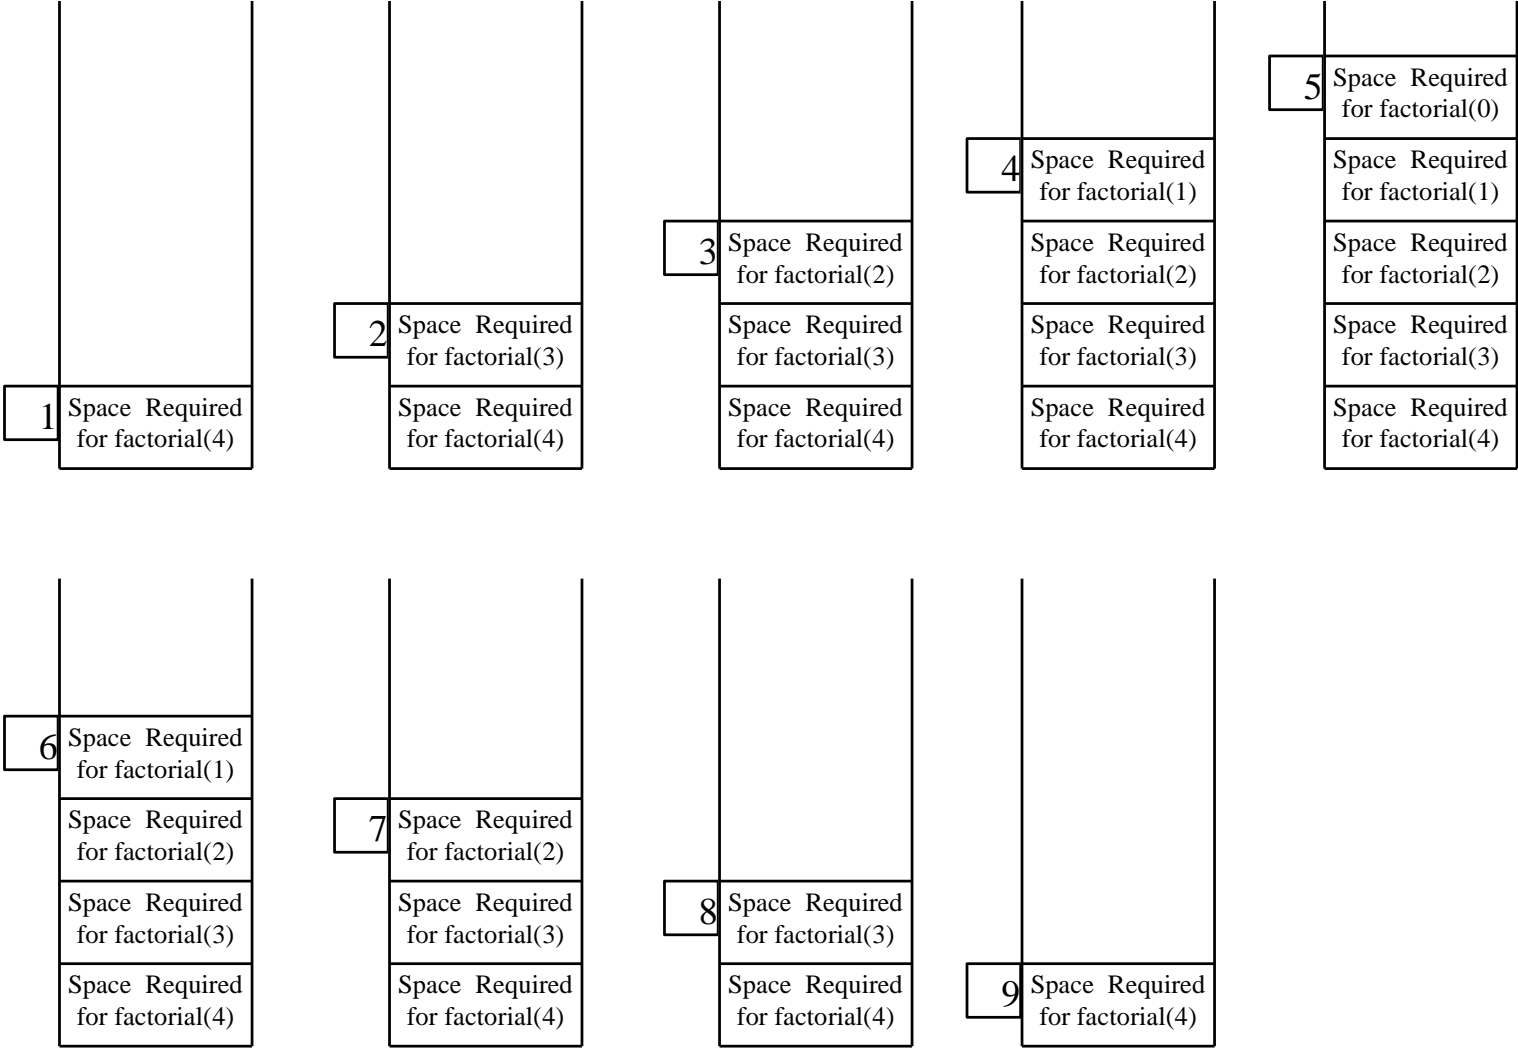 1
Space Required
for factorial(4)
2
Space Required
for factorial(3)
Space Required
for factorial(4)
3
Space Required
for factorial(2)
Space Required
for factorial(3)
Space Required
for factorial(4)
4
Space Required
for factorial(1)
Space Required
for factorial(2)
Space Required
for factorial(3)
Space Required
for factorial(4)
5
Space Required
for factorial(0)
Space Required
for factorial(1)
Space Required
for factorial(2)
Space Required
for factorial(3)
Space Required
for factorial(4)
6
Space Required
for factorial(1)
Space Required
for factorial(2)
Space Required
for factorial(3)
Space Required
for factorial(4)
7
Space Required
for factorial(2)
Space Required
for factorial(3)
Space Required
for factorial(4)
8
Space Required
for factorial(3)
Space Required
for factorial(4)
9
Space Required
for factorial(4)